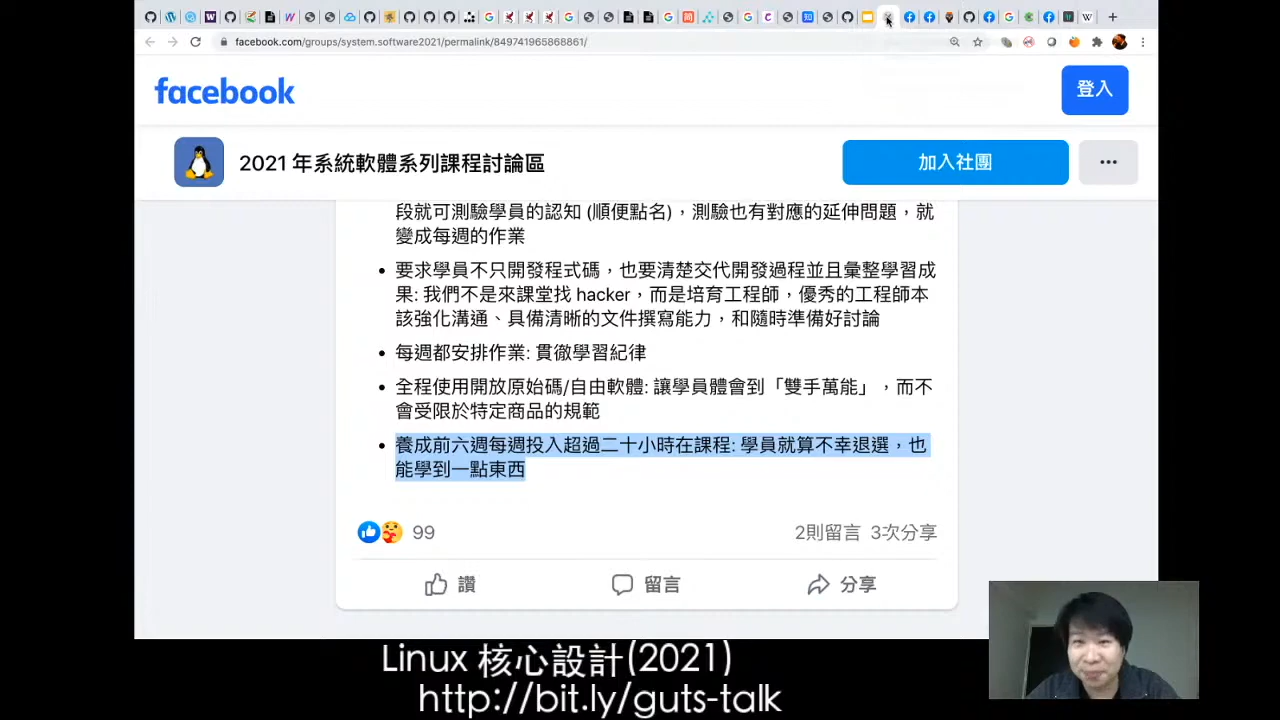 facebook.com/groups/system.software2021/permalink/849741965868861/
facebook
登入
2021 年系統軟體系列課程討論區
加入社團
段就可測驗學員的認知 (順便點名)，測驗也有對應的延伸問題，就
變成每週的作業
• 要求學員不只開發程式碼，也要清楚交代開發過程並且彙整學習成
果: 我們不是來課堂找 hacker，而是培育工程師，優秀的工程師本
該強化溝通、具備清晰的文件撰寫能力，和隨時準備好討論
• 每週都安排作業: 貫徹學習紀律
• 全程使用開放原始碼/自由軟體: 讓學員體會到「雙手萬能」，而不
會受限於特定商品的規範
• 養成前六週每週投入超過二十小時在課程: 學員就算不幸退選，也
能學到一點東西
99
2則留言 3次分享
讚
留言
分享
Linux 核心設計(2021)
http://bit.ly/guts-talk